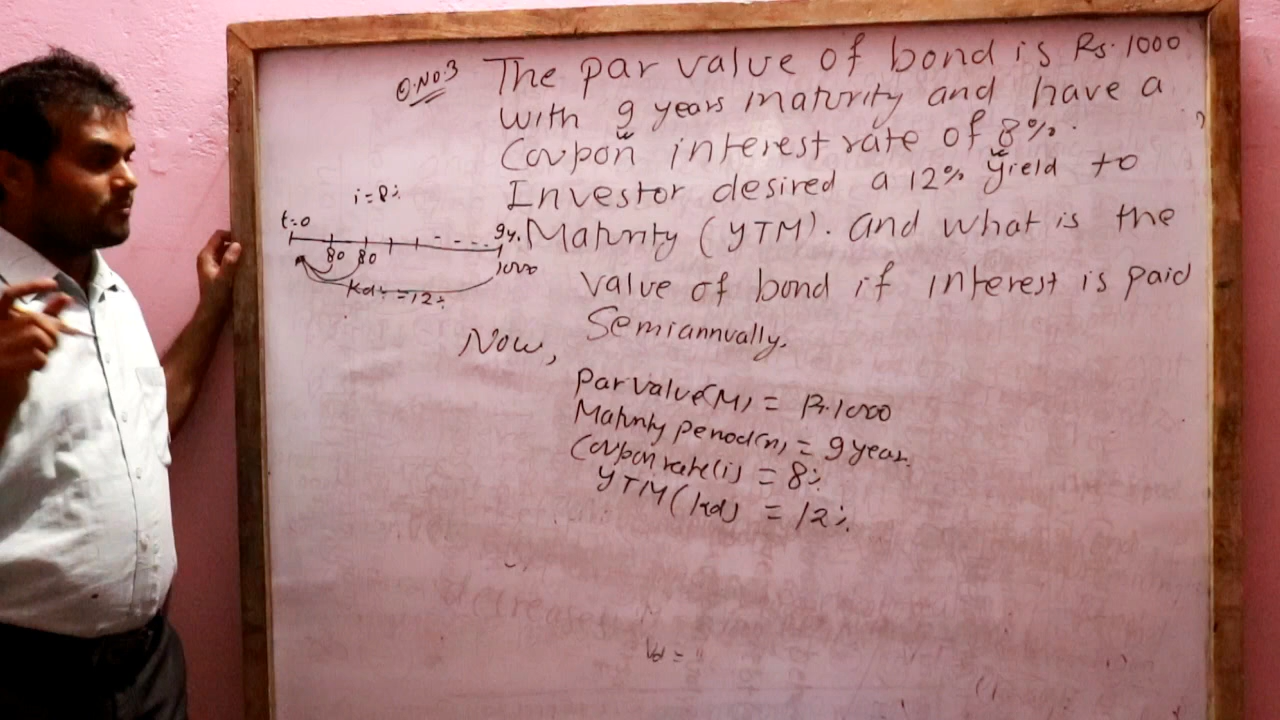 Q.NO.3 The par value of bond is Rs. 1000
with 9 years maturity and have a
Coupon interest rate of 8%.
Investor desired a 12% yield to
Maturity (YTM). and what is the
value of bond if interest is paid
Semiannually.
i=8%
t=0
9y.
80 80
1000
kd = 12%
Now,
Par value(M) = Rs.1000
Maturity period(n) = 9 year.
Coupon rate(i) = 8%
YTM (kd) = 12%